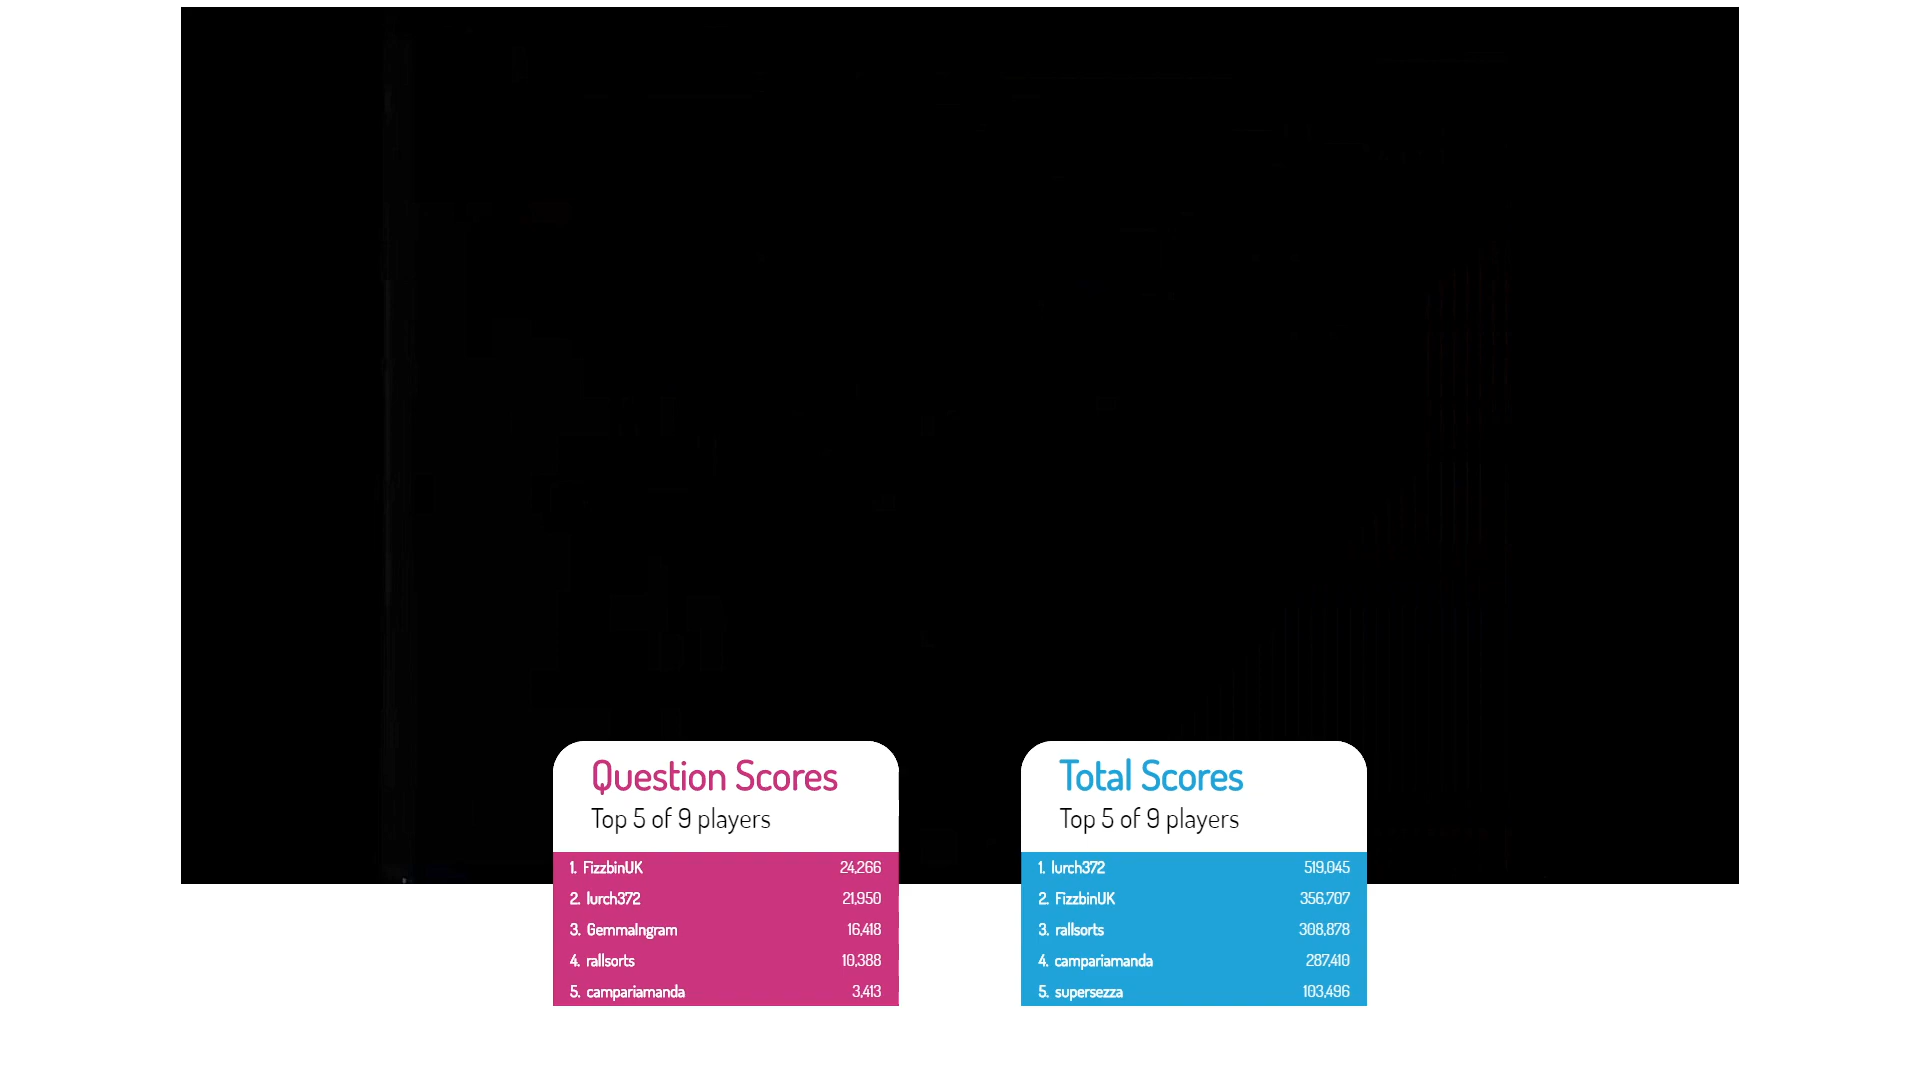 Question Scores
Top 5 of 9 players
1. FizzbinUK 24,266
2. lurch372 21,950
3. GemmaIngram 16,418
4. rallsorts 10,388
5. campariamanda 3,413
Total Scores
Top 5 of 9 players
1. lurch372 519,045
2. FizzbinUK 356,707
3. rallsorts 308,878
4. campariamanda 287,410
5. supersezza 103,496